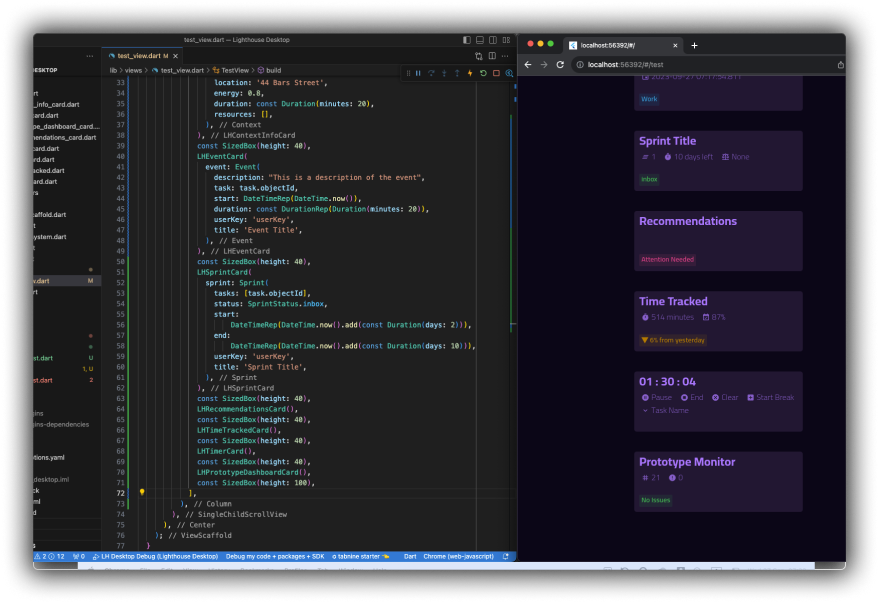 test_view.dart — Lighthouse Desktop
test_view.dart M
lib > views > test_view.dart > TestView > build
ESKTOP
_info_card.dart
card.dart
pe_dashboard_card....
mendations_card.dart
card.dart
rd.dart
acked.dart
ard.dart
rs
caffold.dart
t
ystem.dart
w.dart M
rt
st.dart U
1, U
st.dart 2
gins
gins-dependencies
otions.yaml
_desktop.iml
ck
ml
d
33 location: '44 Bars Street',
34 energy: 0.8,
35 duration: const Duration(minutes: 20),
36 resources: [],
37 ), // Context
38 ), // LHContextInfoCard
39 const SizedBox(height: 40),
40 LHEventCard(
41 event: Event(
42 description: "This is a description of the event",
43 task: task.objectId,
44 start: DateTimeRep(DateTime.now()),
45 duration: const DurationRep(Duration(minutes: 20)),
46 userKey: 'userKey',
47 title: 'Event Title',
48 ), // Event
49 ), // LHEventCard
50 const SizedBox(height: 40),
51 LHSprintCard(
52 sprint: Sprint(
53 tasks: [task.objectId],
54 status: SprintStatus.inbox,
55 start:
56 DateTimeRep(DateTime.now().add(const Duration(days: 2))),
57 end:
58 DateTimeRep(DateTime.now().add(const Duration(days: 10))),
59 userKey: 'userKey',
60 title: 'Sprint Title',
61 ), // Sprint
62 ), // LHSprintCard
63 const SizedBox(height: 40),
64 LHRecommendationsCard(),
65 const SizedBox(height: 40),
66 LHTimeTrackedCard(),
67 const SizedBox(height: 40),
68 LHTimerCard(),
69 const SizedBox(height: 40),
70 LHPrototypeDashboardCard(),
71 const SizedBox(height: 100),
72 ],
73 ), // Column
74 ), // SingleChildScrollView
75 ), // Center
76 ); // ViewScaffold
77 }
2 12 0 LH Desktop Debug (Lighthouse Desktop) Debug my code + packages + SDK tabnine starter Dart Chrome (web-javascript)
localhost:56392/#/
localhost:56392/#/test
Work
Sprint Title
1 10 days left None
inbox
Recommendations
Attention Needed
Time Tracked
514 minutes 87%
6% from yesterday
01 : 30 : 04
Pause End Clear Start Break
Task Name
Prototype Monitor
21 0
No Issues